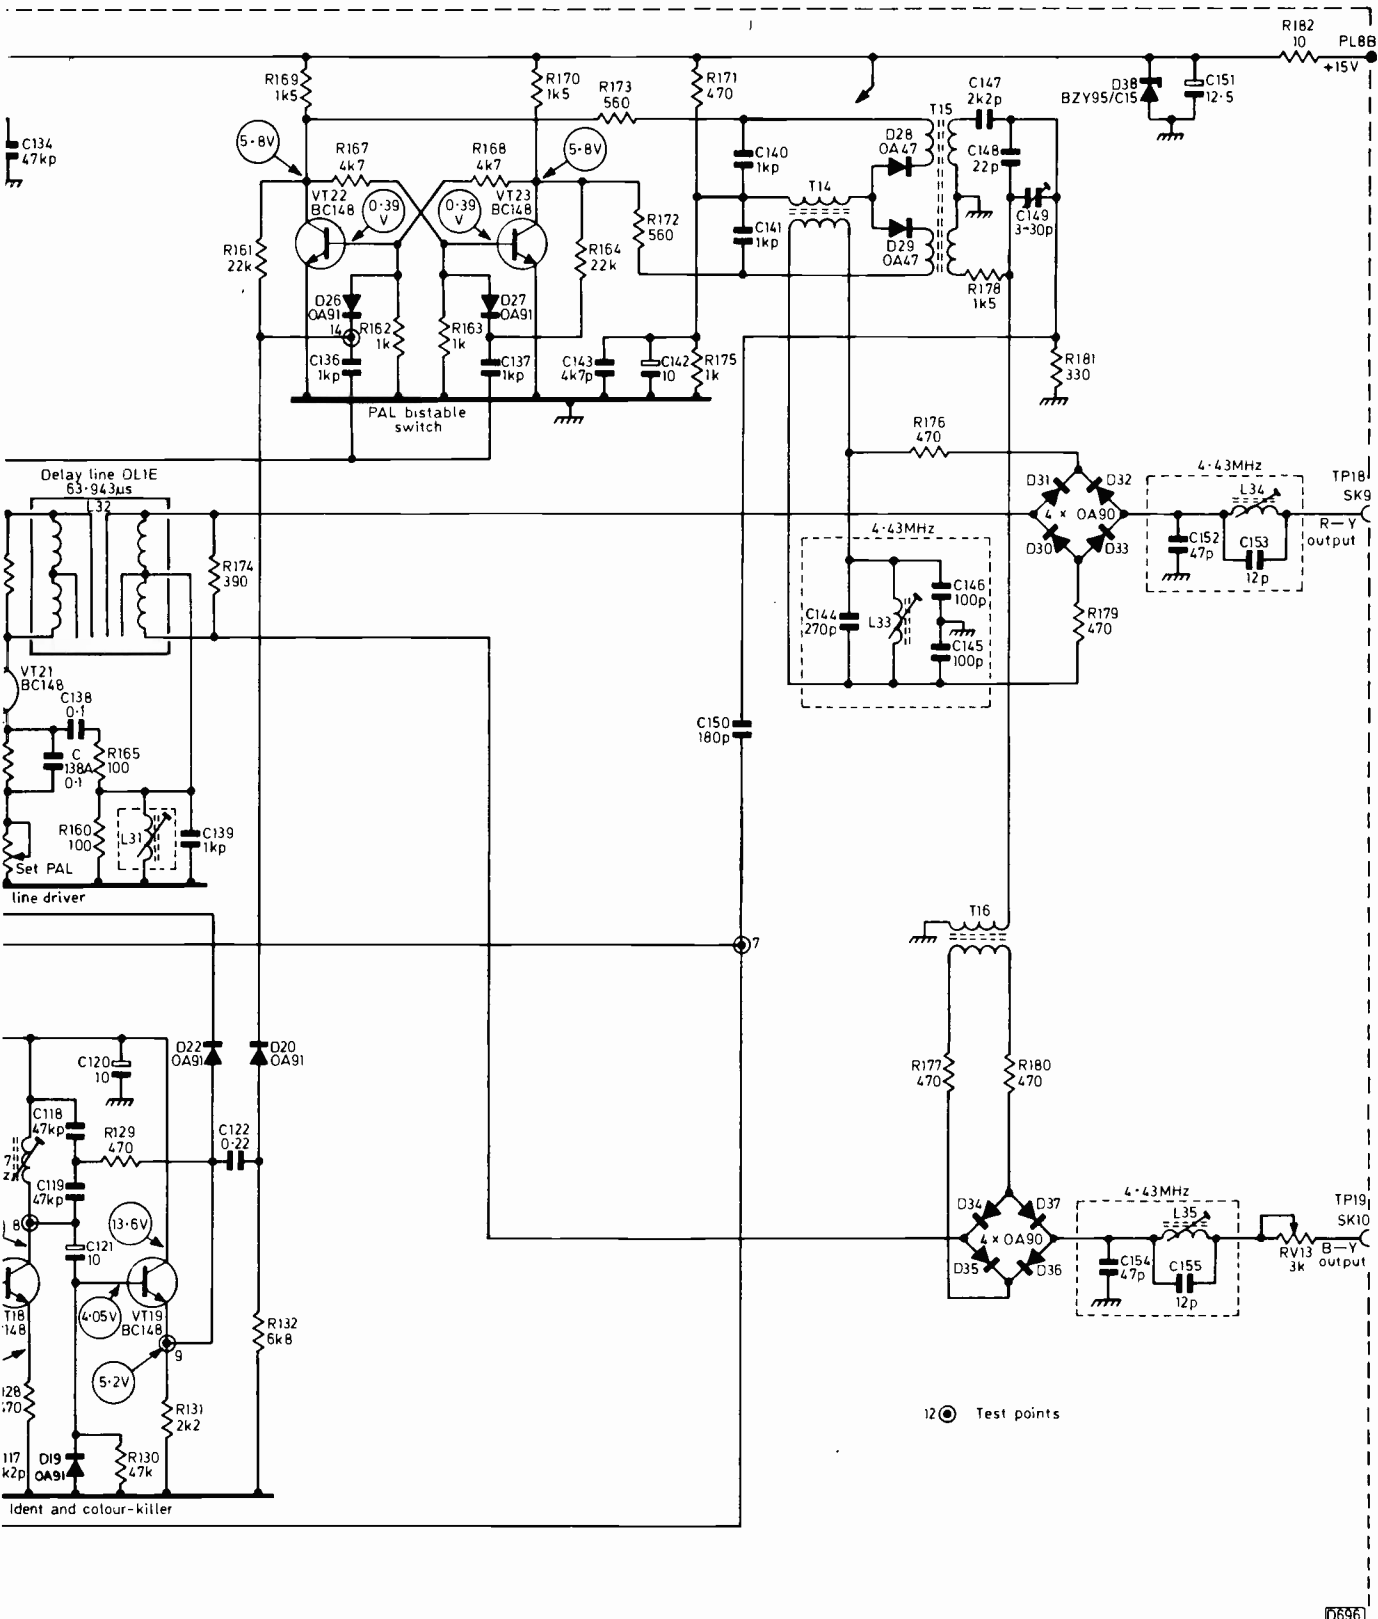 R182
10
PL8B
+15V
R169
1k5
R170
1k5
R173
560
R171
470
C147
2k2p
D38
BZY95/C15
C151
12·5
C134
47kp
5·8V
R167
4k7
R168
4k7
5·8V
T15
D28
OA47
C140
1kp
C148
22p
VT22
BC148
0·39
V
0·39
V
VT23
BC148
T14
C149
3-30p
R161
22k
R172
560
R164
22k
C141
1kp
D29
OA47
R178
1k5
D26
OA91
14
R162
1k
R163
1k
D27
OA91
C136
1kp
C137
1kp
C143
4k7p
C142
10
R175
1k
R181
330
PAL bistable
switch
R176
470
Delay line DL1E
63·943µs
L32
4·43MHz
TP18
SK9
D31
D32
L34
4 × OA90
R—Y
output
4·43MHz
D30
D33
C152
47p
C153
12p
R174
390
C146
100p
C144
270p
L33
R179
470
C145
100p
VT21
BC148
C138
0·1
C
138A
0·1
R165
100
C150
180p
R160
100
L31
C139
1kp
Set PAL
line driver
T16
7
C120
10
D22
OA91
D20
OA91
R177
470
R180
470
C118
47kp
R129
470
C122
0·22
7
z
C119
47kp
8
13·6V
C121
10
D34
D37
4·43MHz
L35
TP19
SK10
4 × OA90
B—Y
output
D35
D36
C154
47p
C155
12p
RV13
3k
T18
148
4·05V
VT19
BC148
9
R132
6k8
5·2V
128
70
R131
2k2
12 Test points
117
k2p
D19
OA91
R130
47k
Ident and colour-killer
D696